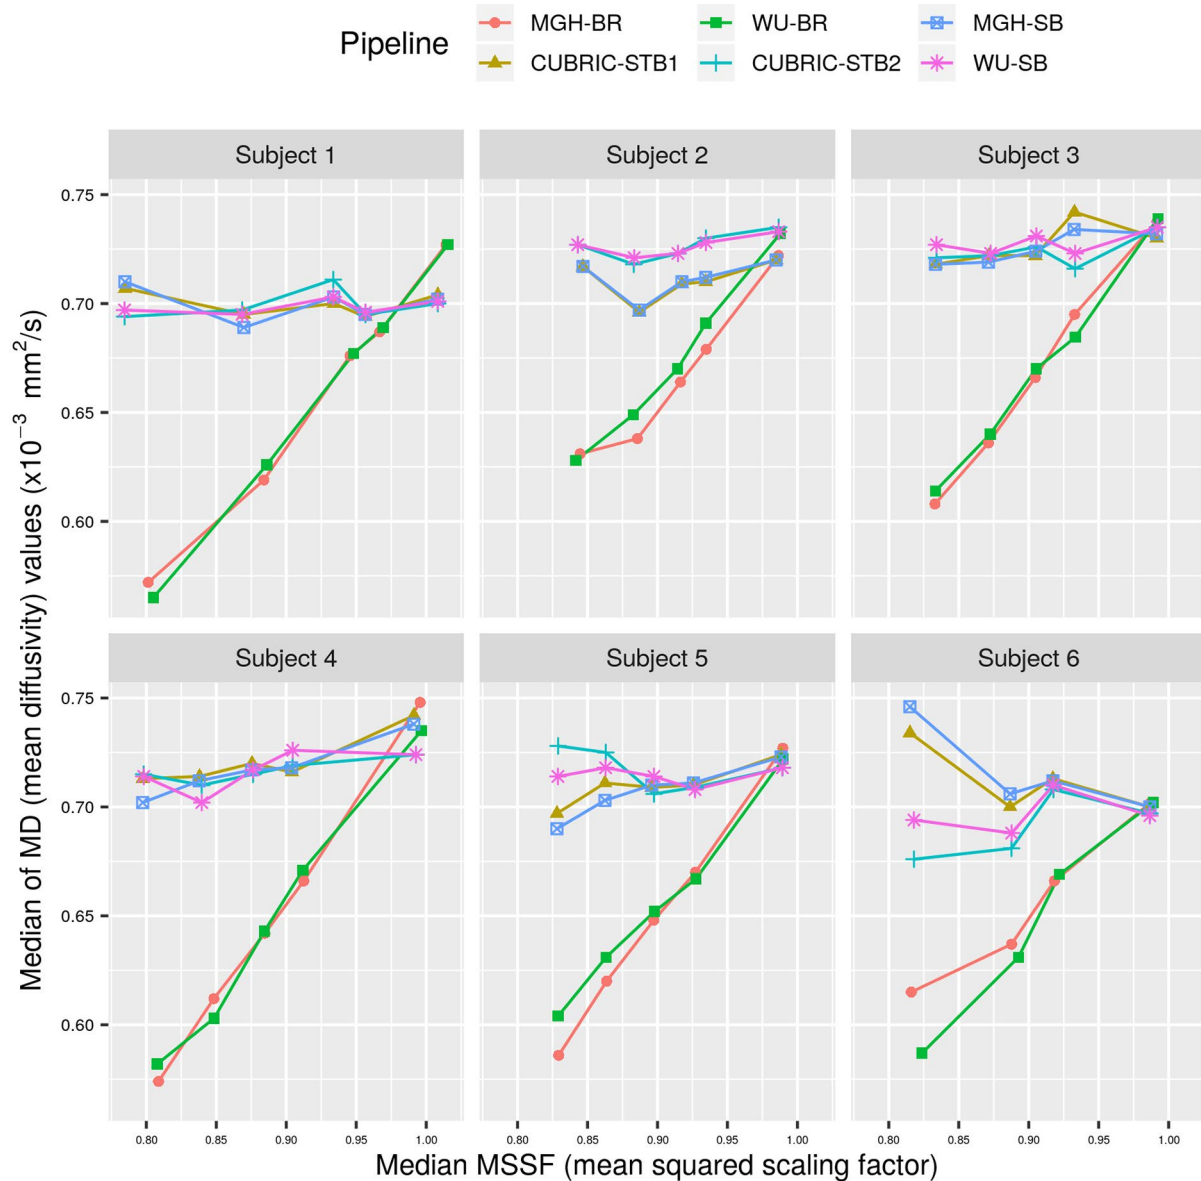 Pipeline
MGH-BR
WU-BR
MGH-SB
CUBRIC-STB1
CUBRIC-STB2
WU-SB
Subject 1
Subject 2
Subject 3
0.75
0.70
0.65
0.60
Subject 4
Subject 5
Subject 6
0.75
0.70
0.65
0.60
0.80 0.85 0.90 0.95 1.00
0.80 0.85 0.90 0.95 1.00
0.80 0.85 0.90 0.95 1.00
Median MSSF (mean squared scaling factor)
Median of MD (mean diffusivity) values (x10⁻³ mm²/s)